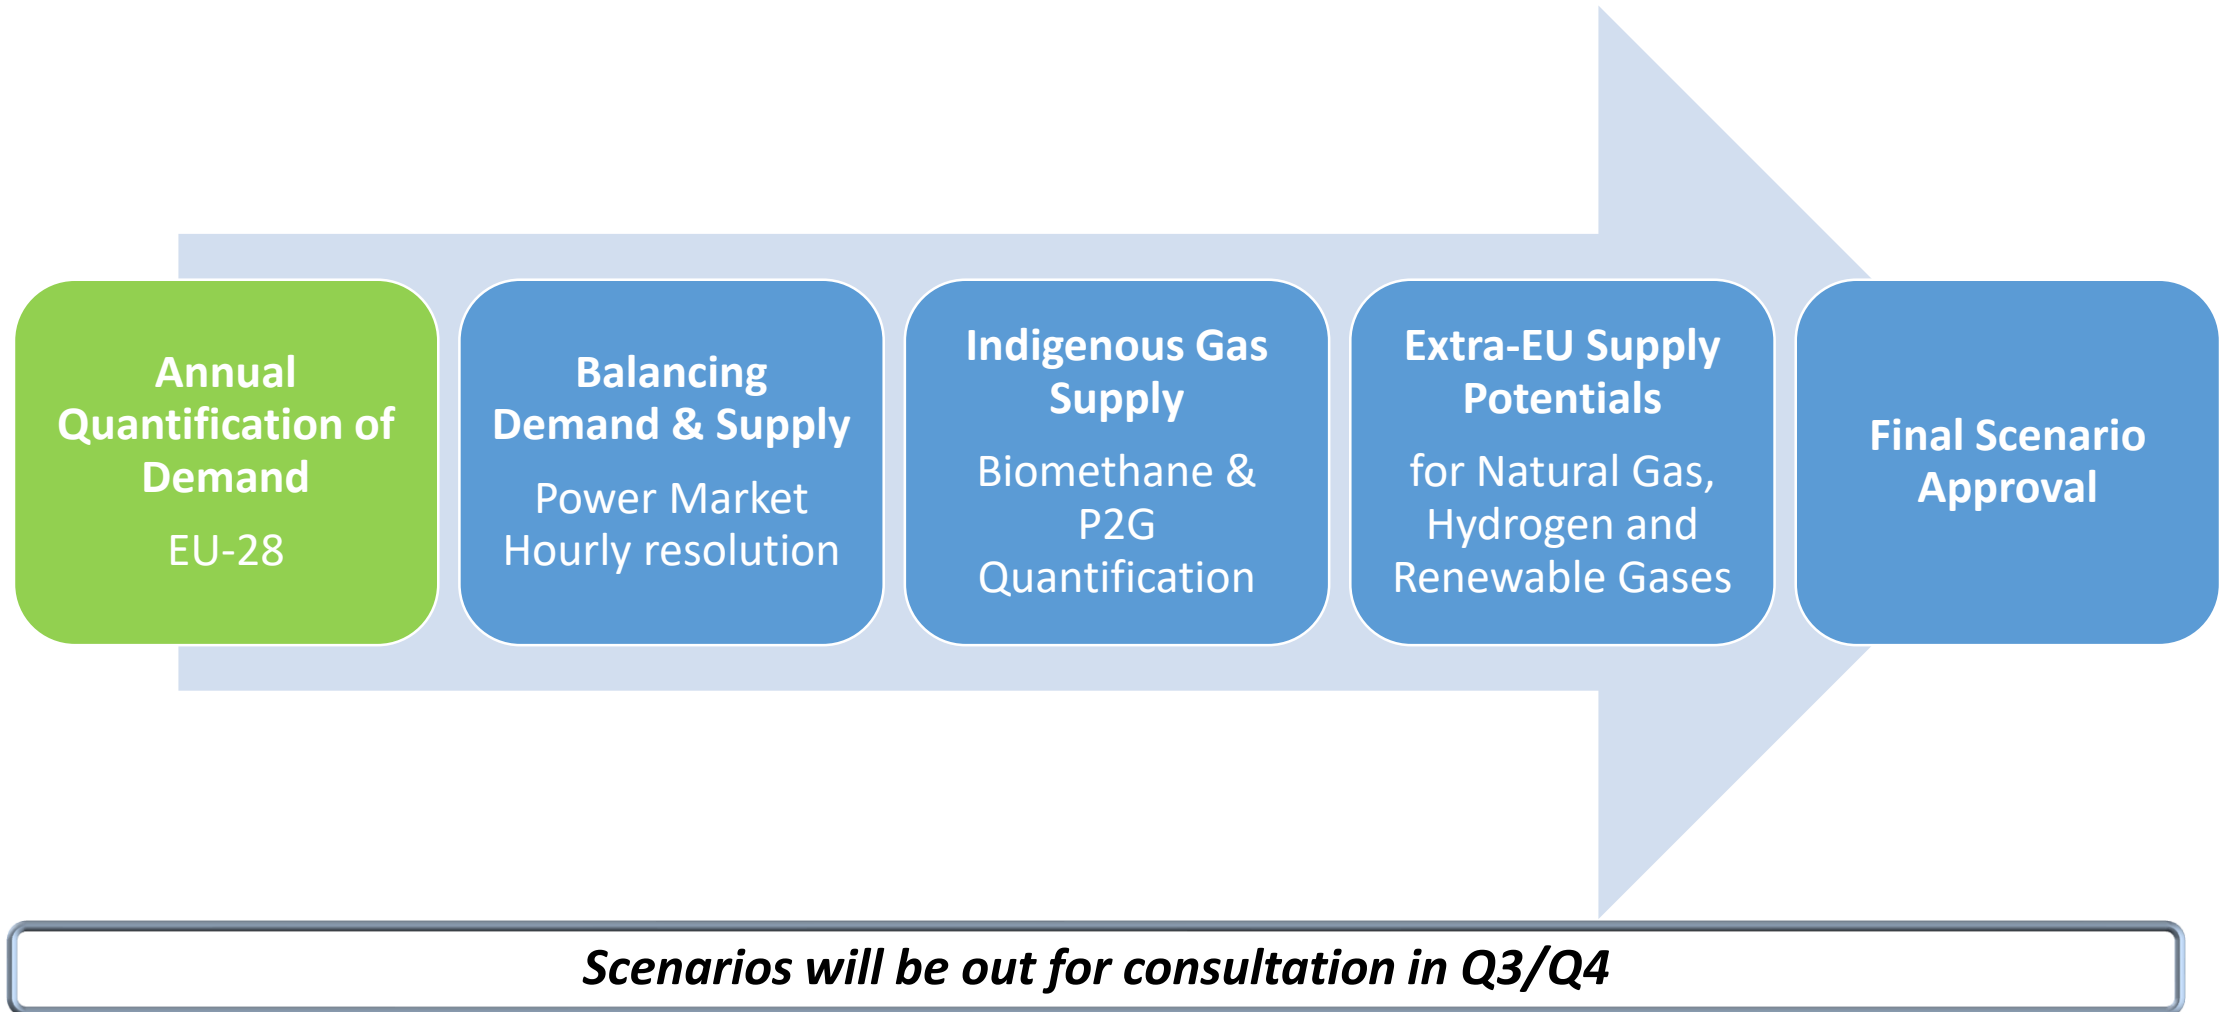 Annual
Quantification of
Demand
EU-28
Balancing
Demand & Supply
Power Market
Hourly resolution
Indigenous Gas
Supply
Biomethane &
P2G
Quantification
Extra-EU Supply
Potentials
for Natural Gas,
Hydrogen and
Renewable Gases
Final Scenario
Approval
Scenarios will be out for consultation in Q3/Q4